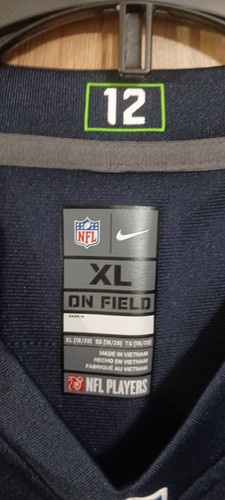 12
NFL
XL
ON FIELD
XL (18/20) EG (18/20) TG (18/20)
MADE IN VIETNAM
HECHO EN VIETNAM
FABRIQUÉ AU VIETNAM
NFL PLAYERS